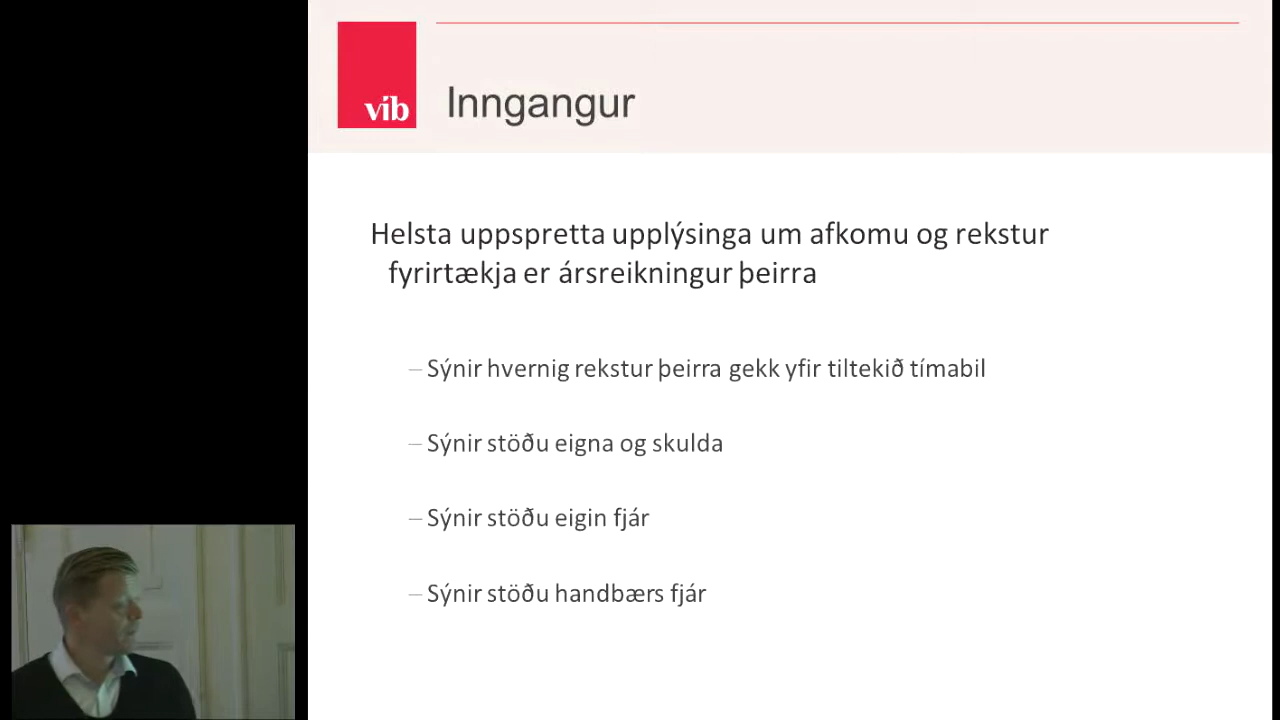 víb
Inngangur
Helsta uppspretta upplýsinga um afkomu og rekstur
fyrirtækja er ársreikningur þeirra
– Sýnir hvernig rekstur þeirra gekk yfir tiltekið tímabil
– Sýnir stöðu eigna og skulda
– Sýnir stöðu eigin fjár
– Sýnir stöðu handbærs fjár